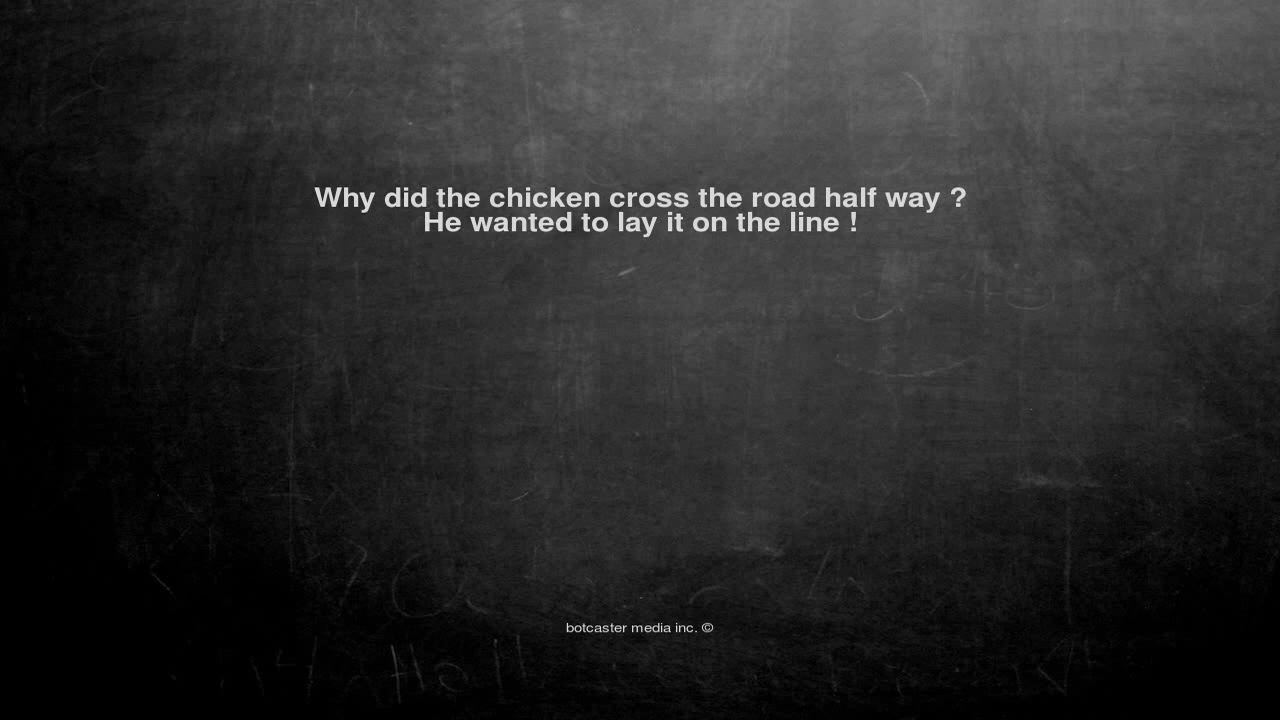 Why did the chicken cross the road half way ?
He wanted to lay it on the line !
botcaster media inc. ©